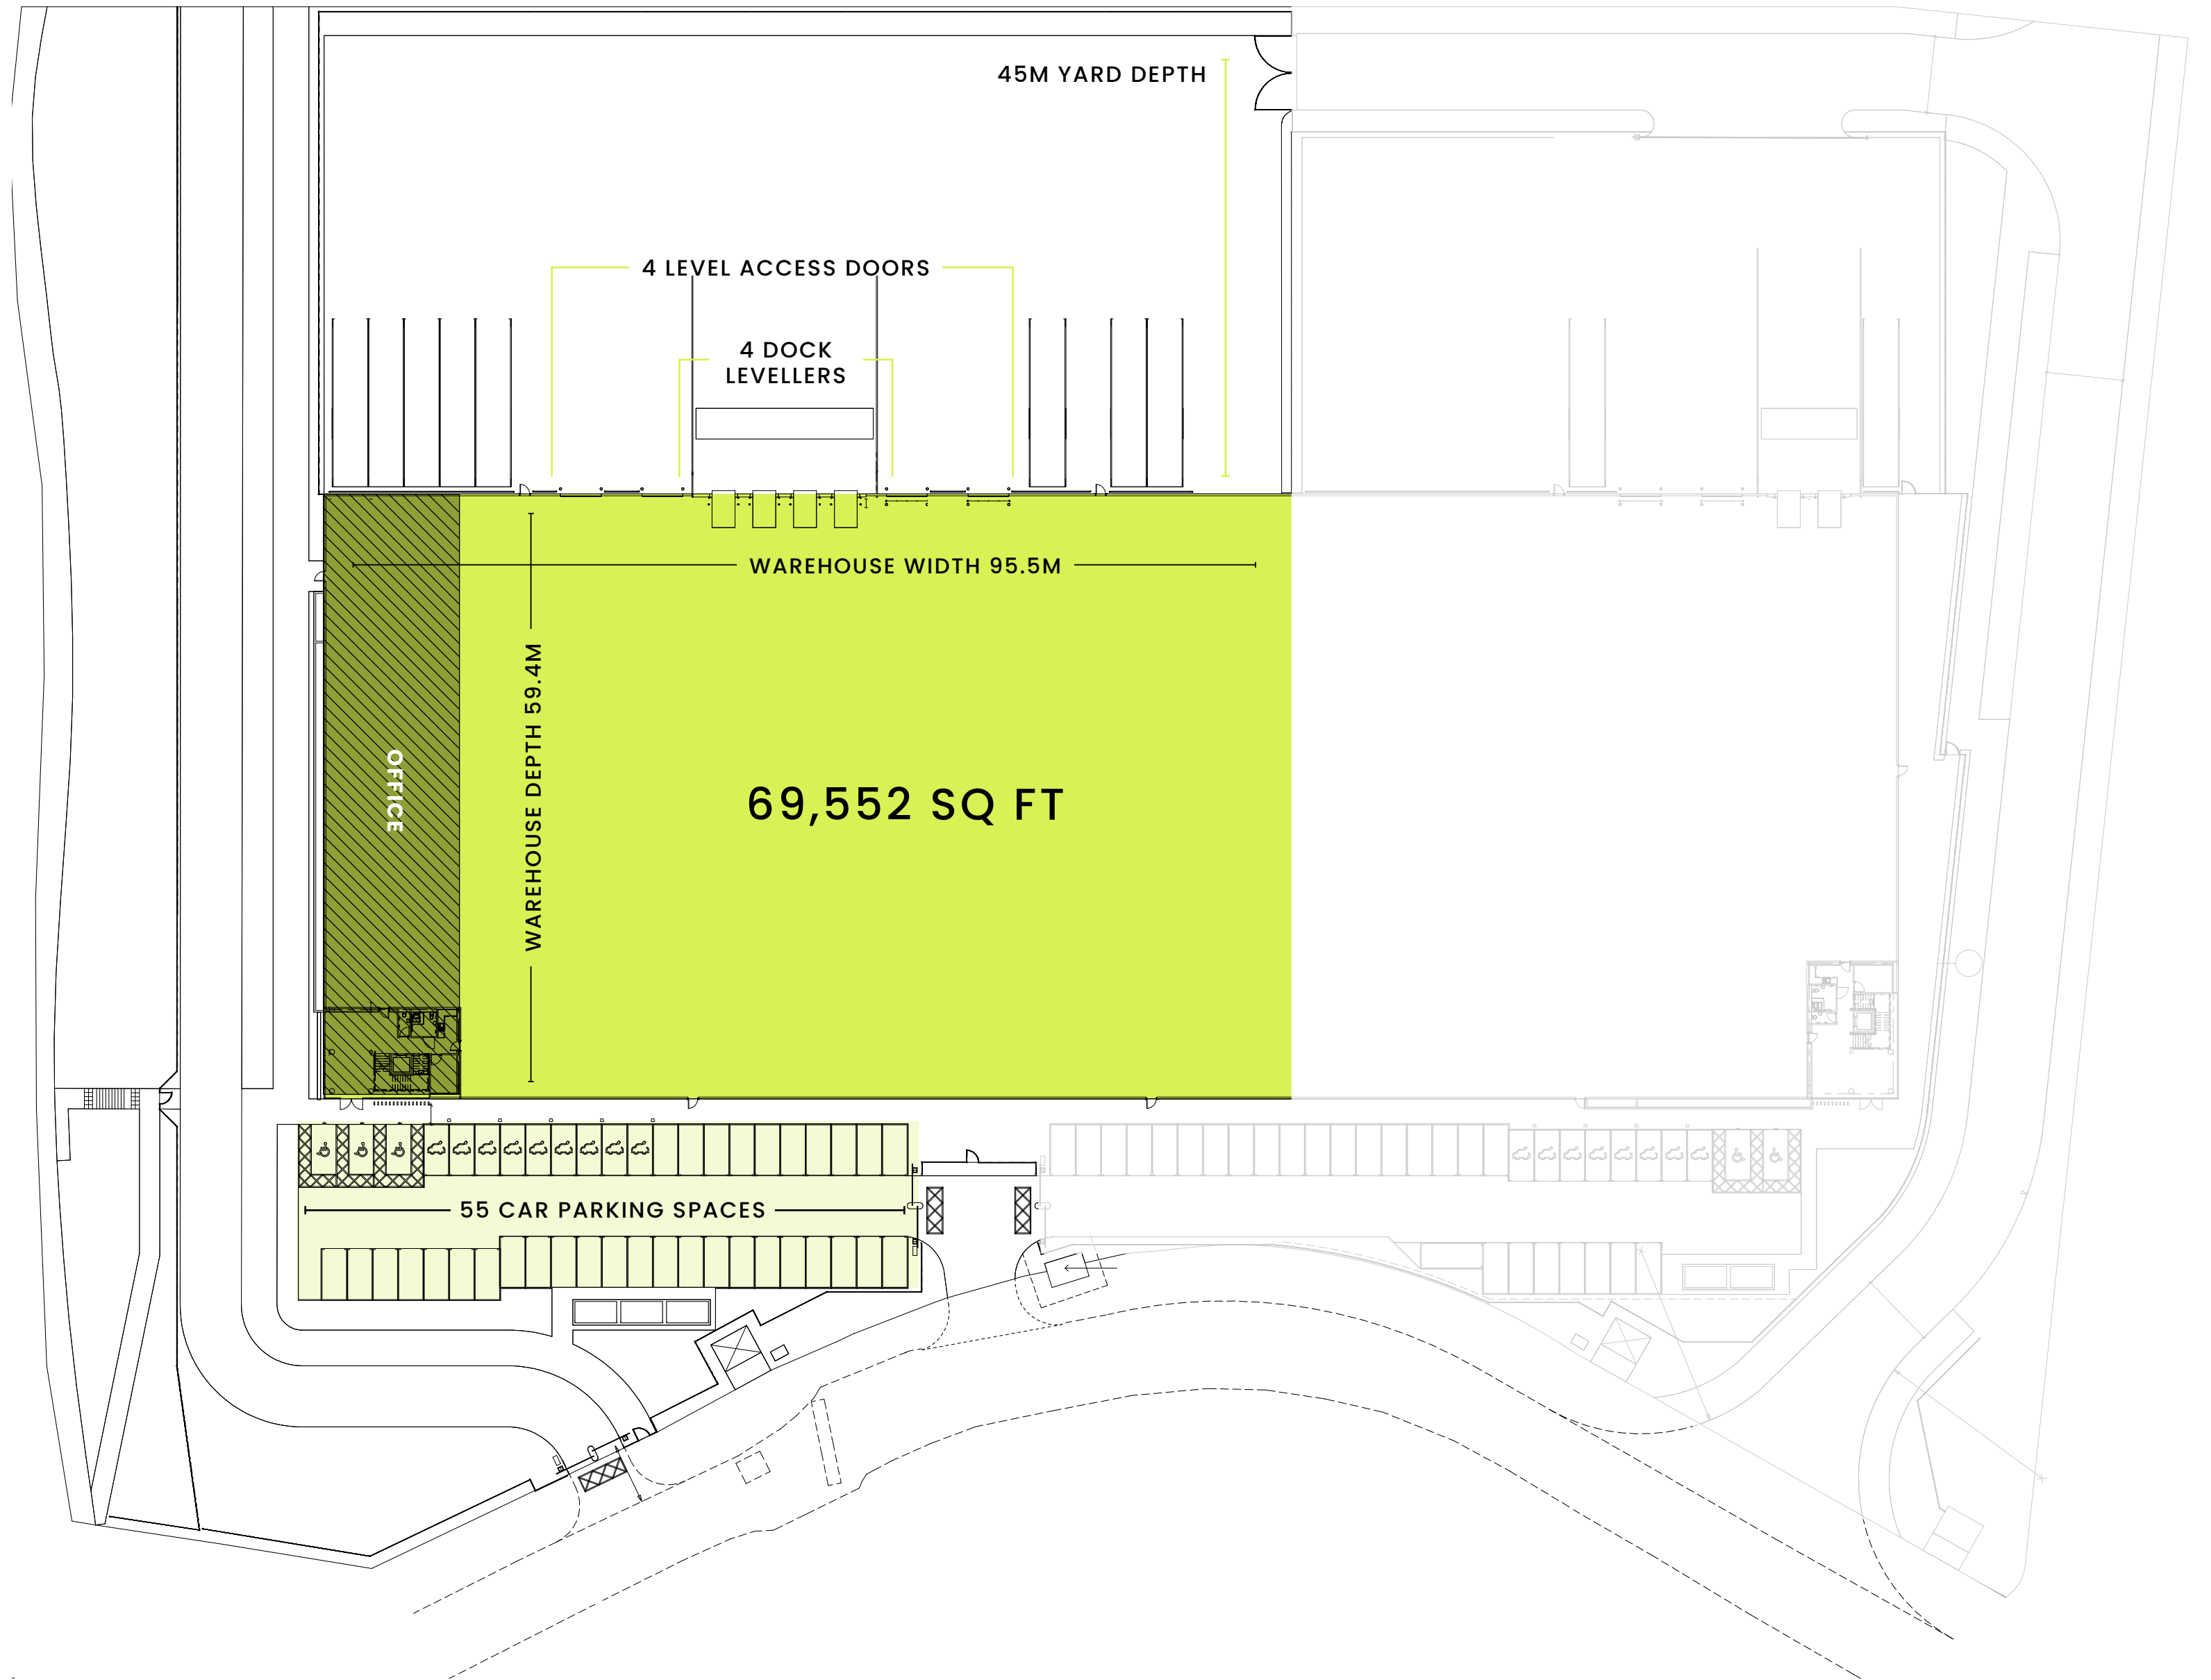 45M YARD DEPTH
4 LEVEL ACCESS DOORS
4 DOCK
LEVELLERS
WAREHOUSE WIDTH 95.5M
WAREHOUSE DEPTH 59.4M
OFFICE
69,552 SQ FT
55 CAR PARKING SPACES